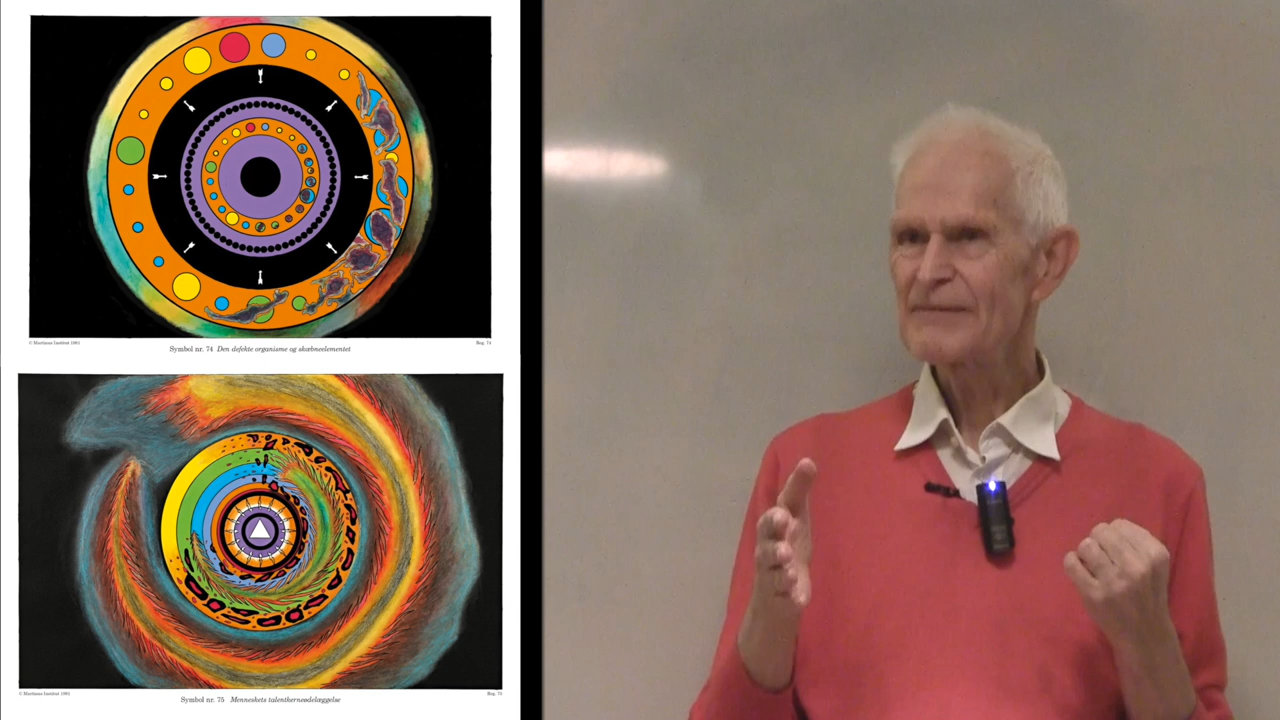 © Martinus Institut 1981
Reg. 74
Symbol nr. 74 Den defekte organisme og skæbneelementet
© Martinus Institut 1981
Reg. 75
Symbol nr. 75 Menneskets talentkerneødelæggelse